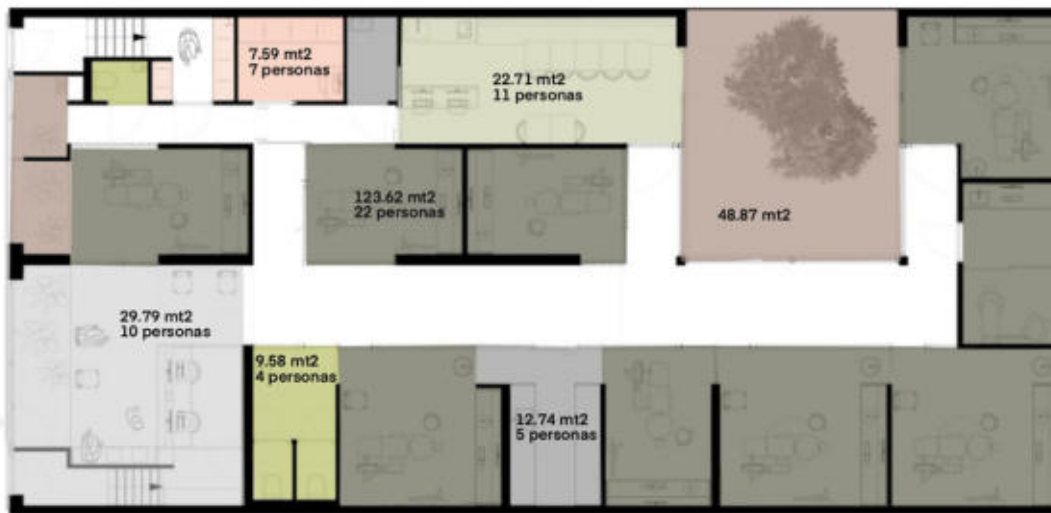 7.59 mt2
7 personas
22.71 mt2
11 personas
123.62 mt2
22 personas
48.87 mt2
29.79 mt2
10 personas
9.58 mt2
4 personas
12.74 mt2
5 personas